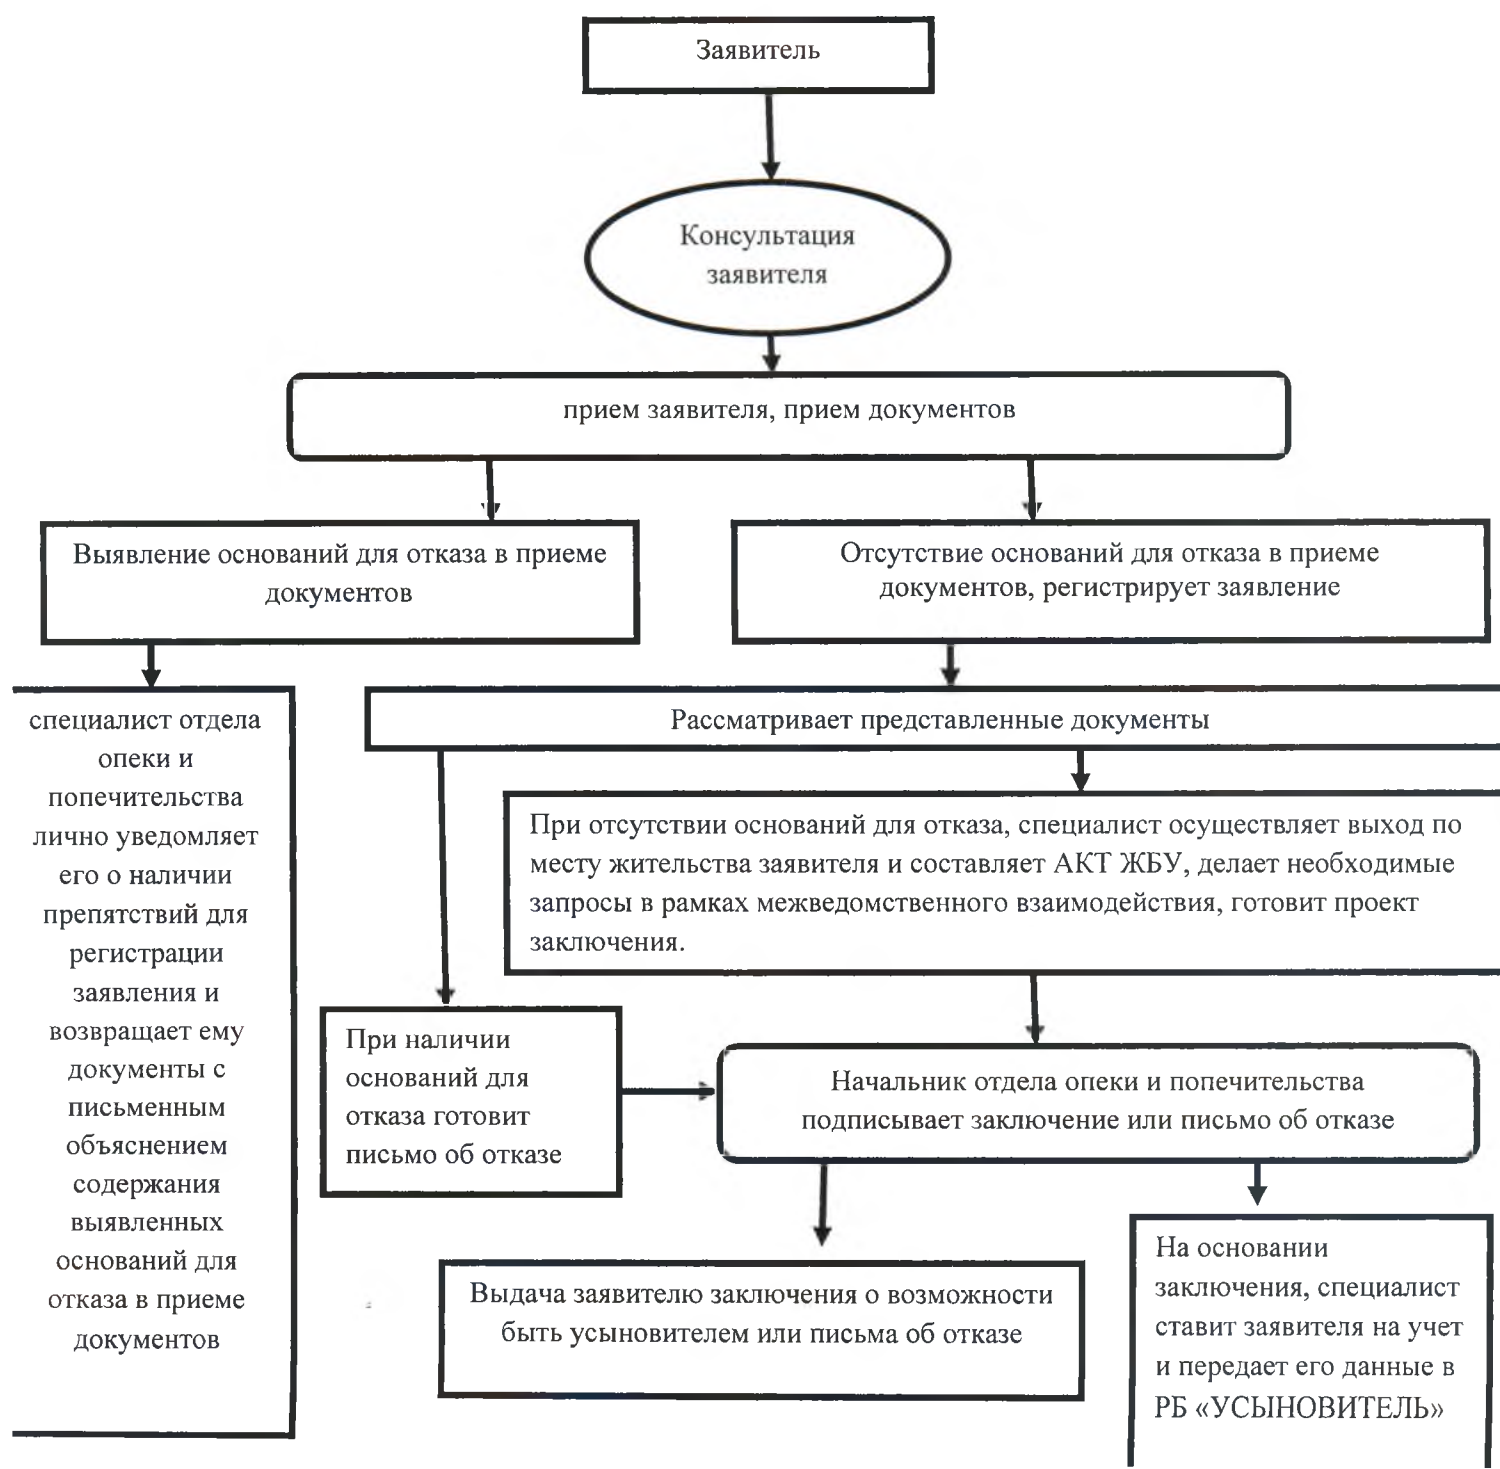 Заявитель
Консультация
заявителя
прием заявителя, прием документов
Выявление оснований для отказа в приеме
документов
Отсутствие оснований для отказа в приеме
документов, регистрирует заявление
специалист отдела
опеки и
попечительства
лично уведомляет
его о наличии
препятствий для
регистрации
заявления и
возвращает ему
документы с
письменным
объяснением
содержания
выявленных
оснований для
отказа в приеме
документов
Рассматривает представленные документы
При отсутствии оснований для отказа, специалист осуществляет выход по
месту жительства заявителя и составляет АКТ ЖБУ, делает необходимые
запросы в рамках межведомственного взаимодействия, готовит проект
заключения.
При наличии
оснований для
отказа готовит
письмо об отказе
Начальник отдела опеки и попечительства
подписывает заключение или письмо об отказе
Выдача заявителю заключения о возможности
быть усыновителем или письма об отказе
На основании
заключения, специалист
ставит заявителя на учет
и передает его данные в
РБ «УСЫНОВИТЕЛЬ»